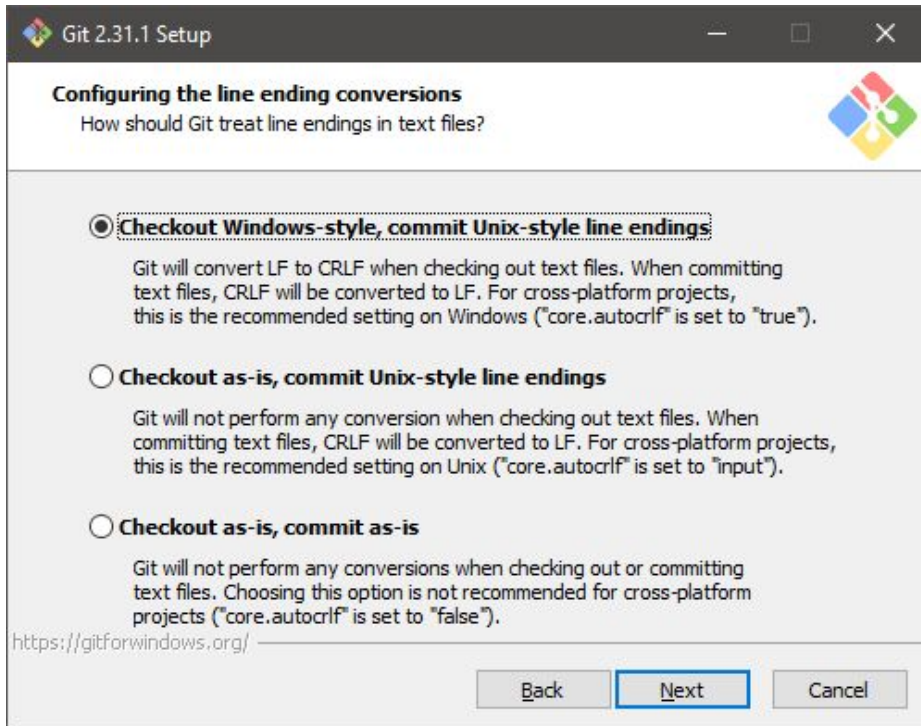 Git 2.31.1 Setup
Configuring the line ending conversions
How should Git treat line endings in text files?
Checkout Windows-style, commit Unix-style line endings
Git will convert LF to CRLF when checking out text files. When committing
text files, CRLF will be converted to LF. For cross-platform projects,
this is the recommended setting on Windows ("core.autocrlf" is set to "true").
Checkout as-is, commit Unix-style line endings
Git will not perform any conversion when checking out text files. When
committing text files, CRLF will be converted to LF. For cross-platform projects,
this is the recommended setting on Unix ("core.autocrlf" is set to "input").
Checkout as-is, commit as-is
Git will not perform any conversions when checking out or committing
text files. Choosing this option is not recommended for cross-platform
projects ("core.autocrlf" is set to "false").
https://gitforwindows.org/
Back Next Cancel